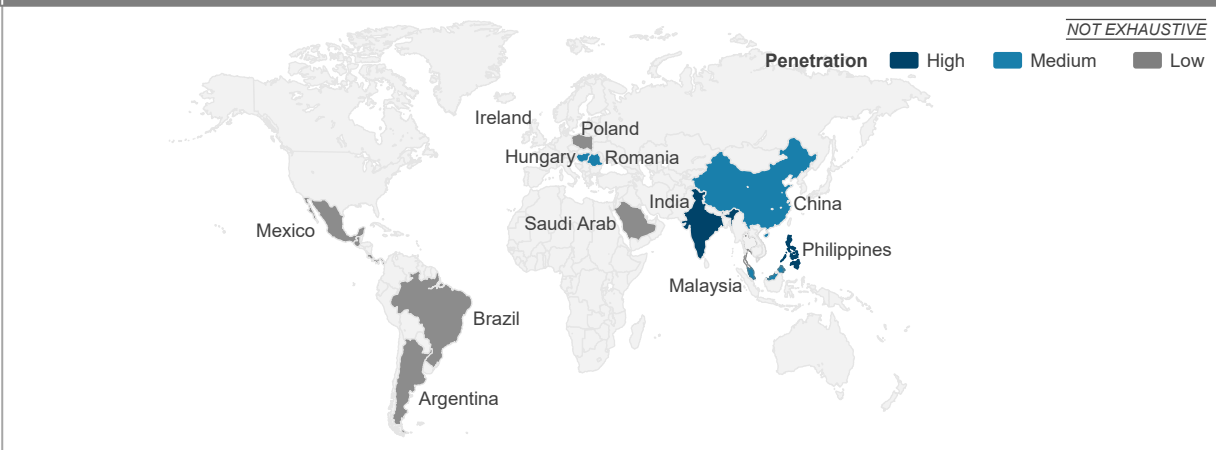 NOT EXHAUSTIVE
Penetration High Medium Low
Ireland
Poland
Hungary Romania
India
China
Saudi Arab
Mexico
Philippines
Malaysia
Brazil
Argentina